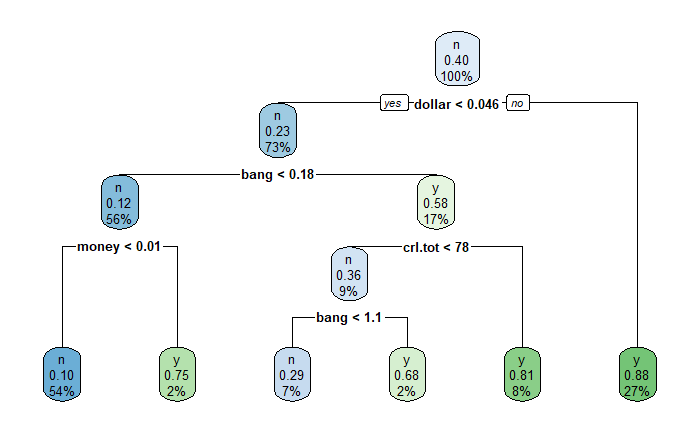 n
0.40
100%
yes dollar < 0.046 no
n
0.23
73%
bang < 0.18
n
0.12
56%
y
0.58
17%
money < 0.01
crl.tot < 78
n
0.36
9%
bang < 1.1
n
0.10
54%
y
0.75
2%
n
0.29
7%
y
0.68
2%
y
0.81
8%
y
0.88
27%